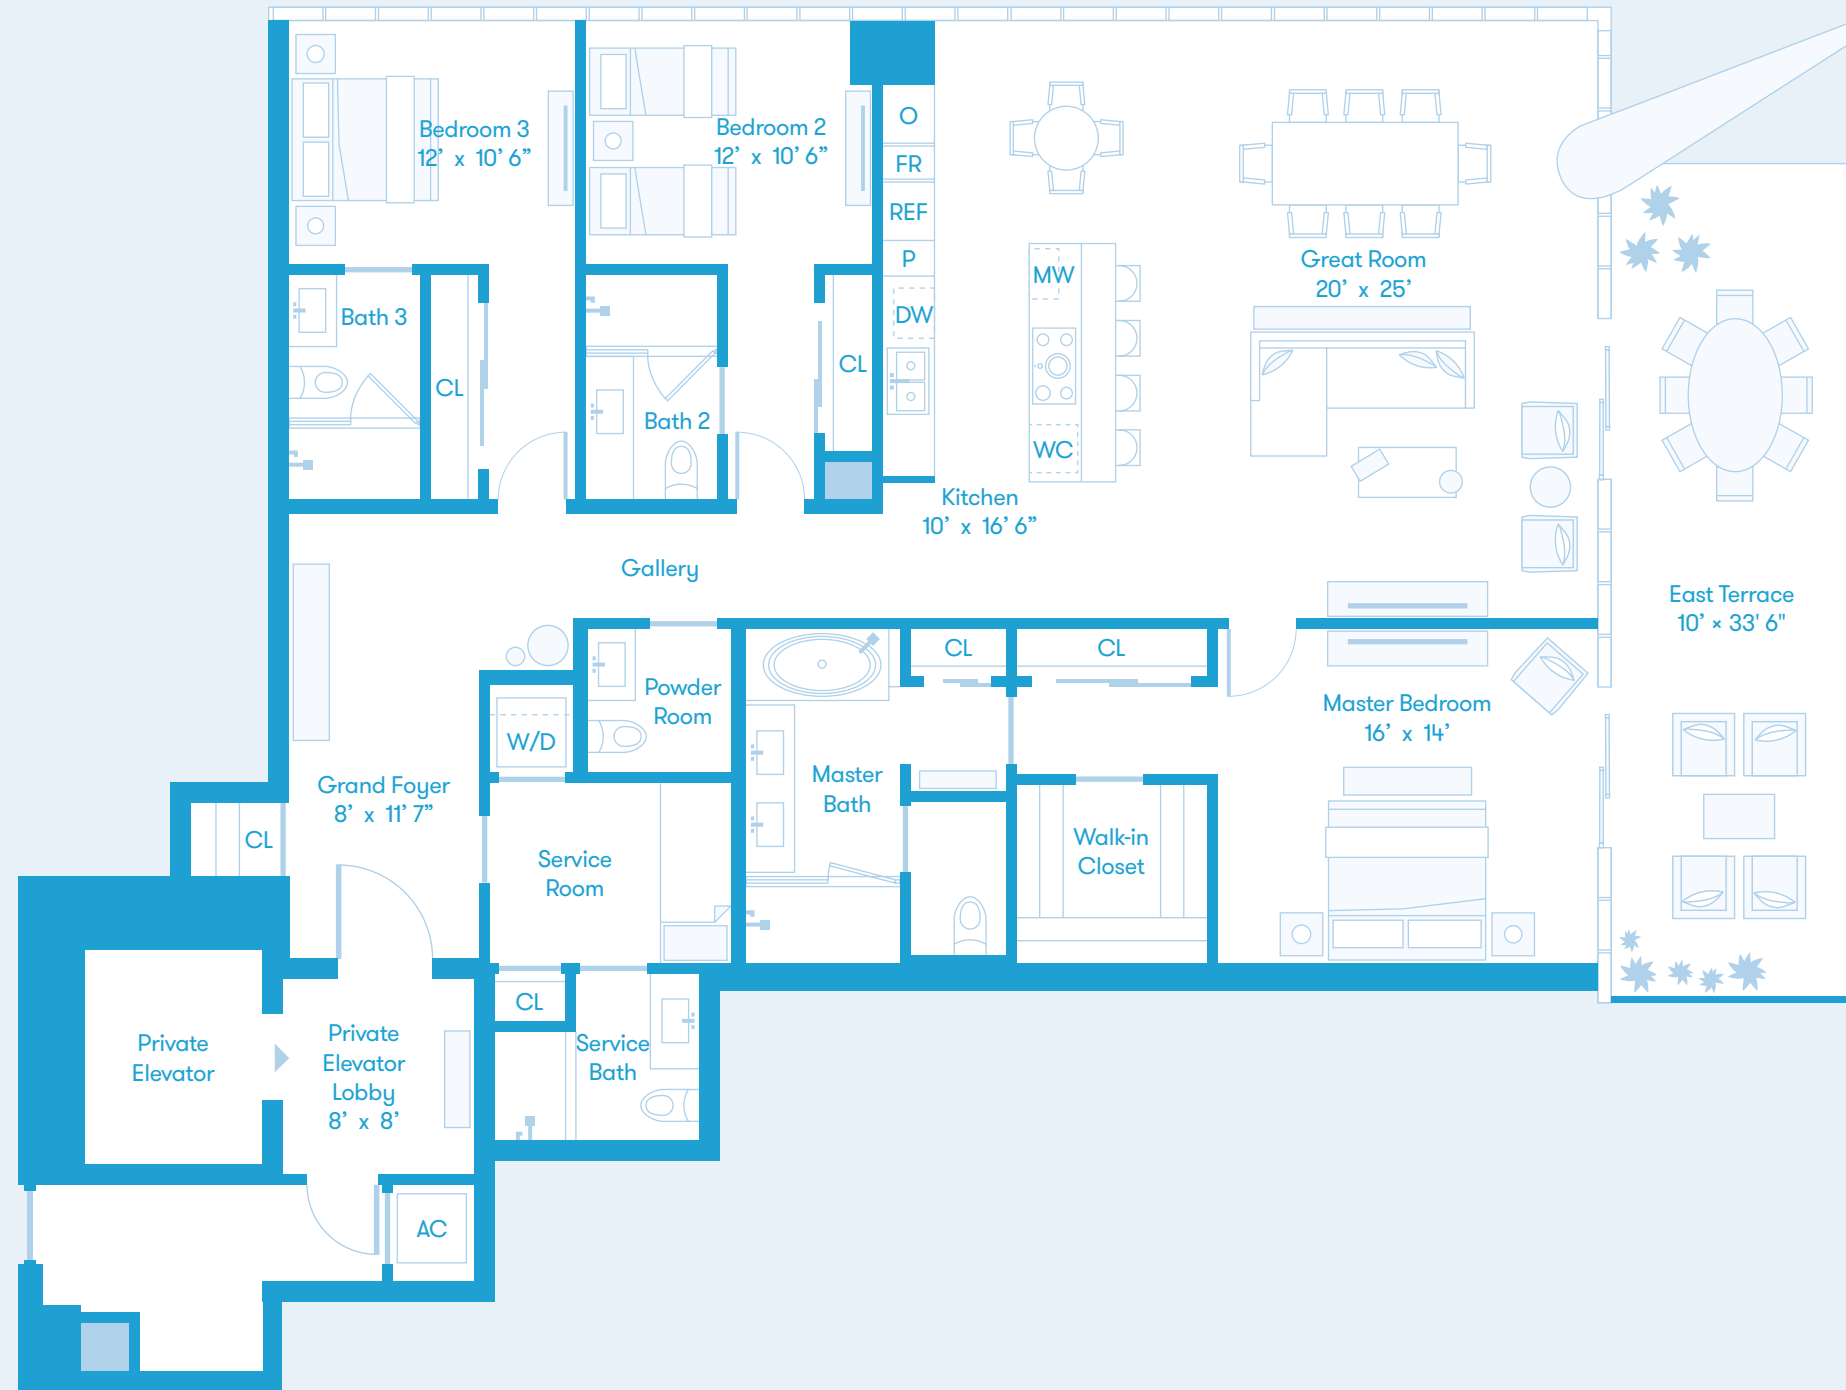 Bedroom 3
12’ x 10’ 6”
Bedroom 2
12’ x 10’ 6”
O
FR
REF
P
DW
MW
WC
Great Room
20’ x 25’
Bath 3
CL
Bath 2
CL
Kitchen
10’ x 16’ 6”
Gallery
East Terrace
10’ × 33' 6"
CL
CL
Powder
Room
W/D
Master Bedroom
16’ x 14’
Grand Foyer
8’ x 11’ 7”
Master
Bath
CL
Service
Room
Walk-in
Closet
CL
Private
Elevator
Private
Elevator
Lobby
8’ x 8’
Service
Bath
AC